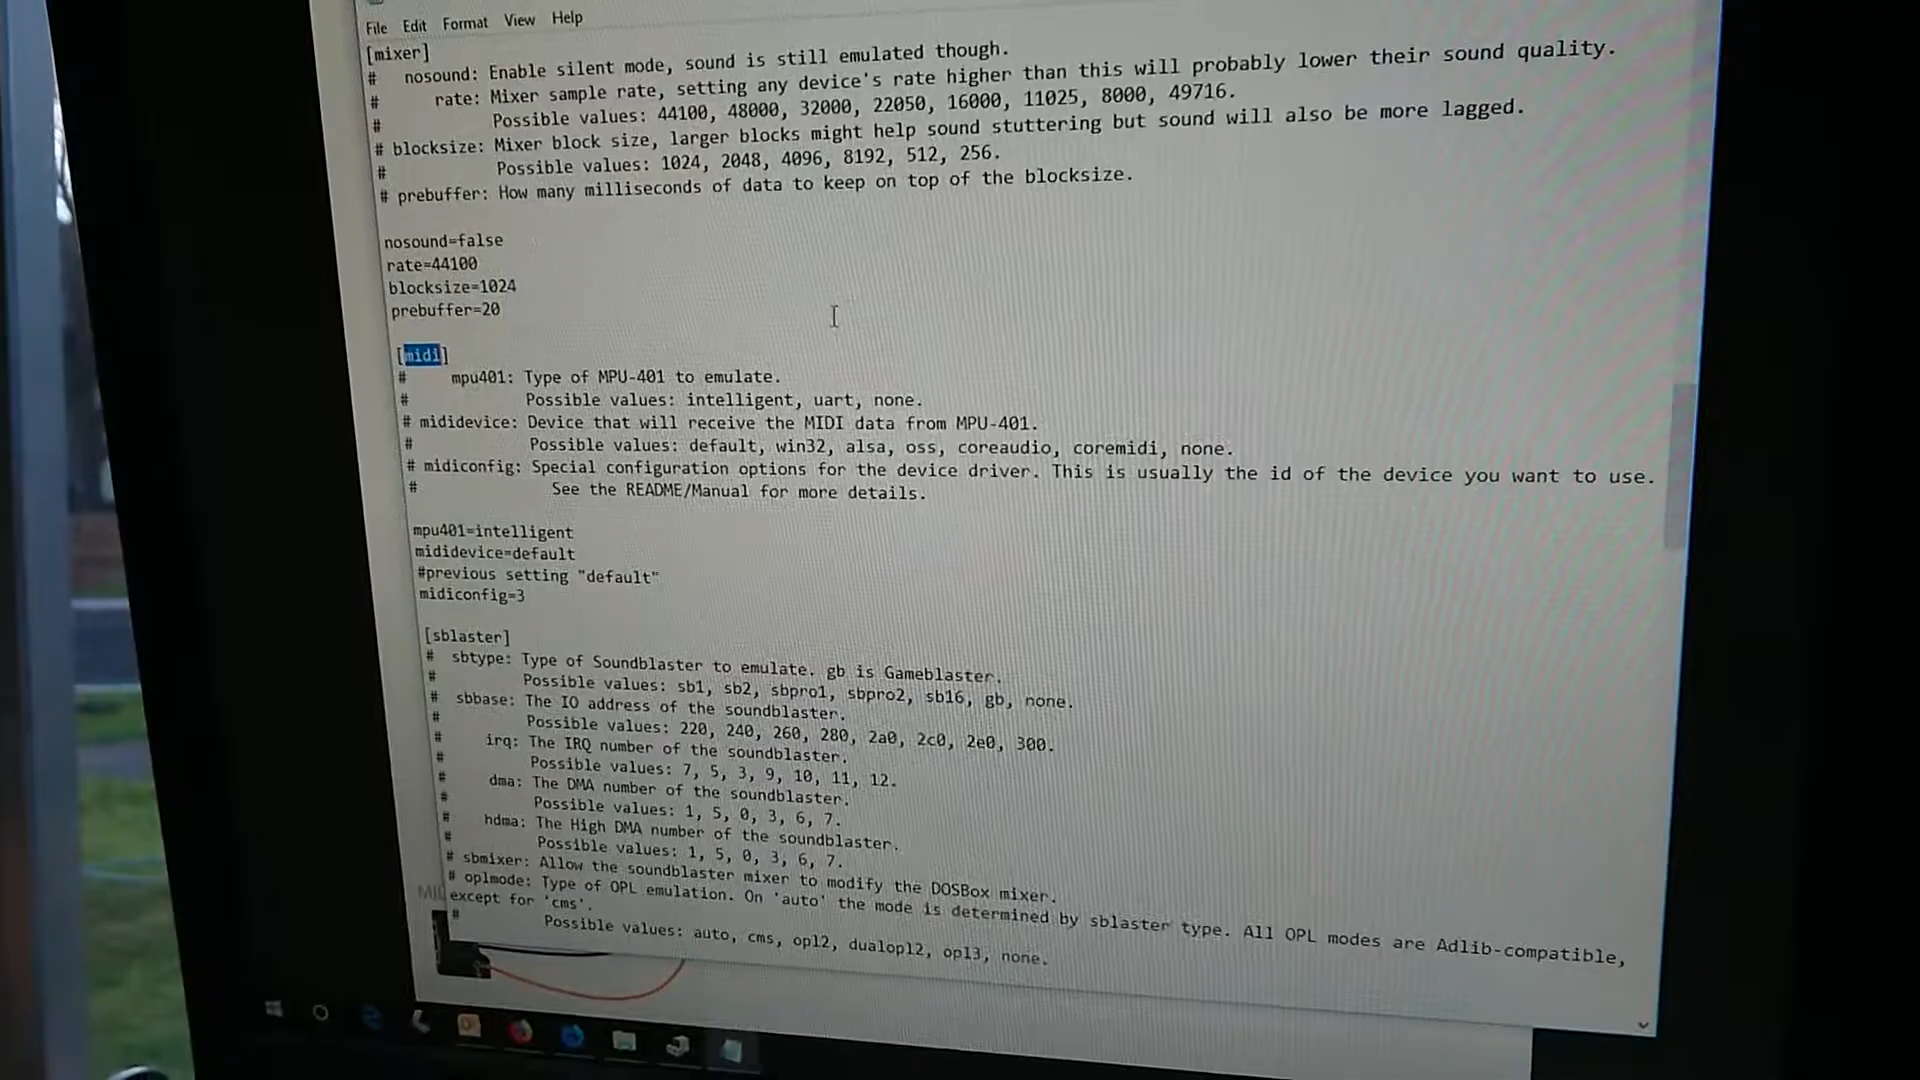 File Edit Format View Help
[mixer]
# nosound: Enable silent mode, sound is still emulated though.
# rate: Mixer sample rate, setting any device's rate higher than this will probably lower their sound quality.
# Possible values: 44100, 48000, 32000, 22050, 16000, 11025, 8000, 49716.
# blocksize: Mixer block size, larger blocks might help sound stuttering but sound will also be more lagged.
# Possible values: 1024, 2048, 4096, 8192, 512, 256.
# prebuffer: How many milliseconds of data to keep on top of the blocksize.
nosound=false
rate=44100
blocksize=1024
prebuffer=20
[midi]
# mpu401: Type of MPU-401 to emulate.
# Possible values: intelligent, uart, none.
# mididevice: Device that will receive the MIDI data from MPU-401.
# Possible values: default, win32, alsa, oss, coreaudio, coremidi, none.
# midiconfig: Special configuration options for the device driver. This is usually the id of the device you want to use.
# See the README/Manual for more details.
mpu401=intelligent
mididevice=default
#previous setting "default"
midiconfig=3
[sblaster]
# sbtype: Type of Soundblaster to emulate. gb is Gameblaster.
# Possible values: sb1, sb2, sbpro1, sbpro2, sb16, gb, none.
# sbbase: The IO address of the soundblaster.
# Possible values: 220, 240, 260, 280, 2a0, 2c0, 2e0, 300.
# irq: The IRQ number of the soundblaster.
# Possible values: 7, 5, 3, 9, 10, 11, 12.
# dma: The DMA number of the soundblaster.
# Possible values: 1, 5, 0, 3, 6, 7.
# hdma: The High DMA number of the soundblaster.
# Possible values: 1, 5, 0, 3, 6, 7.
# sbmixer: Allow the soundblaster mixer to modify the DOSBox mixer.
# oplmode: Type of OPL emulation. On 'auto' the mode is determined by sblaster type. All OPL modes are Adlib-compatible,
except for 'cms'.
# Possible values: auto, cms, opl2, dualopl2, opl3, none.